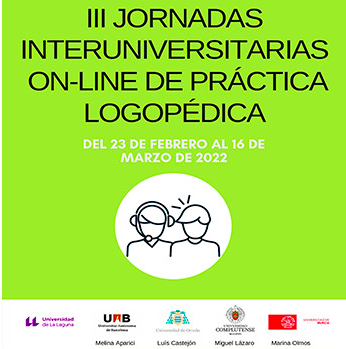 III JORNADAS
INTERUNIVERSITARIAS
ON-LINE DE PRÁCTICA
LOGOPÉDICA
DEL 23 DE FEBRERO AL 16 DE
MARZO DE 2022
Universidad
de La Laguna
UAB
Universitat Autònoma
de Barcelona
Universidad de Oviedo
UNIVERSIDAD
COMPLUTENSE
MADRID
UNIVERSIDAD DE
MURCIA
Melina Aparici
Luís Castejón
Miguel Lázaro
Marina Olmos